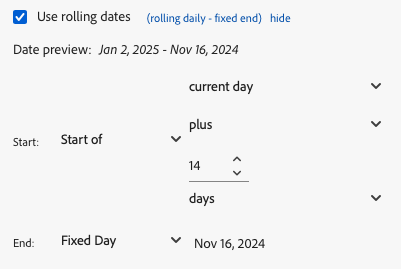 Use rolling dates (rolling daily - fixed end) hide
Date preview: Jan 2, 2025 - Nov 16, 2024
current day
plus
Start: Start of
14
days
End: Fixed Day Nov 16, 2024